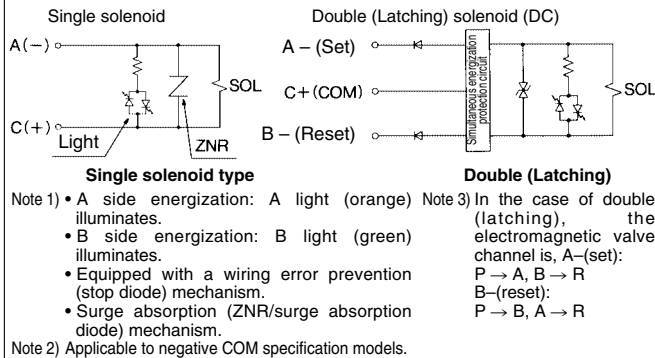 Single solenoid
Double (Latching) solenoid (DC)
A(−)
C(+)
Light
ZNR
SOL
A – (Set)
C+(COM)
B – (Reset)
Simultaneous energization
protection circuit
SOL
Single solenoid type
Double (Latching)
Note 1) • A side energization: A light (orange)
illuminates.
• B side energization: B light (green)
illuminates.
• Equipped with a wiring error prevention
(stop diode) mechanism.
• Surge absorption (ZNR/surge absorption
diode) mechanism.
Note 2) Applicable to negative COM specification models.
Note 3) In the case of double
(latching), the
electromagnetic valve
channel is, A–(set):
P → A, B → R
B–(reset):
P → B, A → R